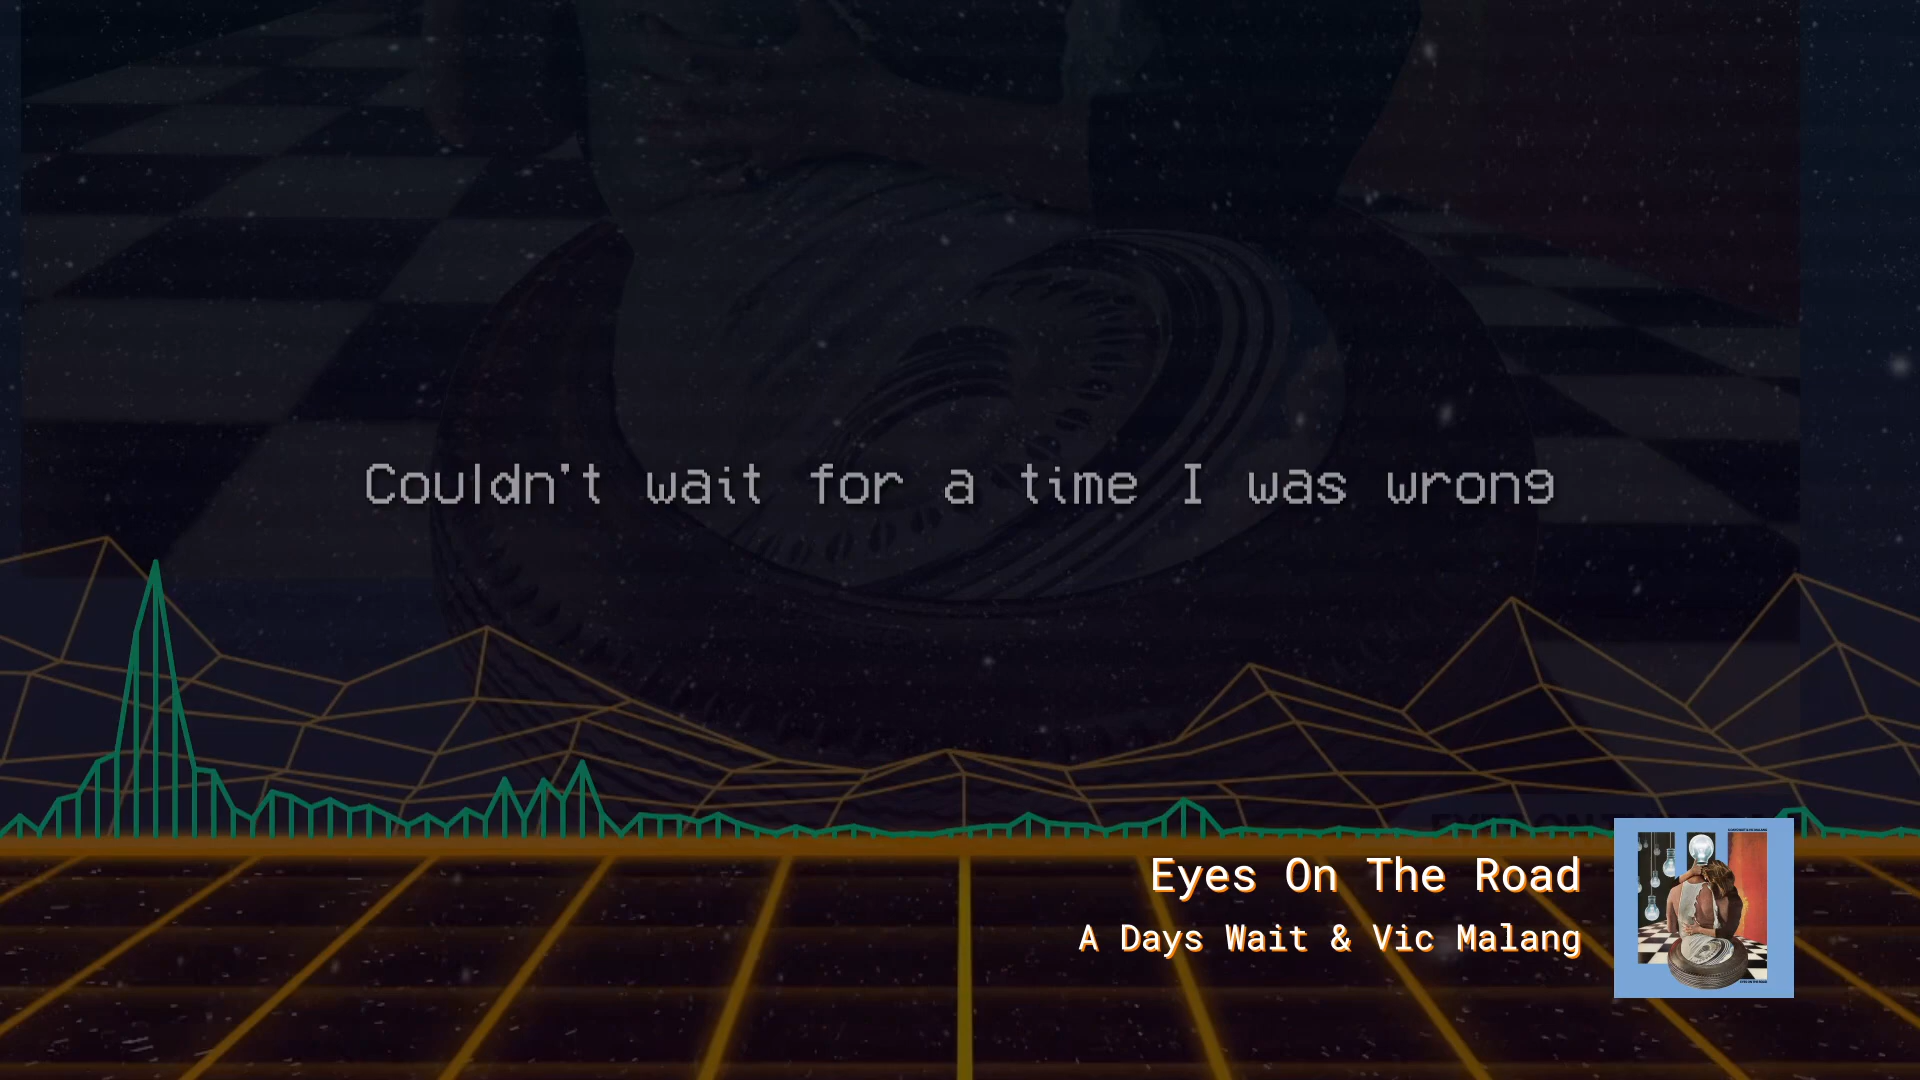 Couldn't wait for a time I was wrong
Eyes On The Road
A Days Wait & Vic Malang